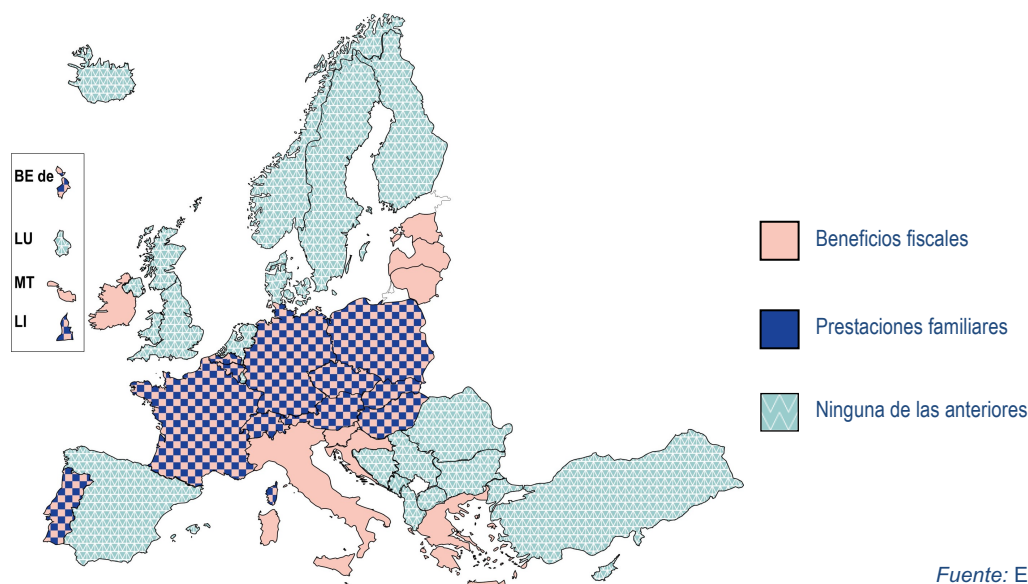 BE de
LU
MT
LI
Beneficios fiscales
Prestaciones familiares
Ninguna de las anteriores
Fuente: E